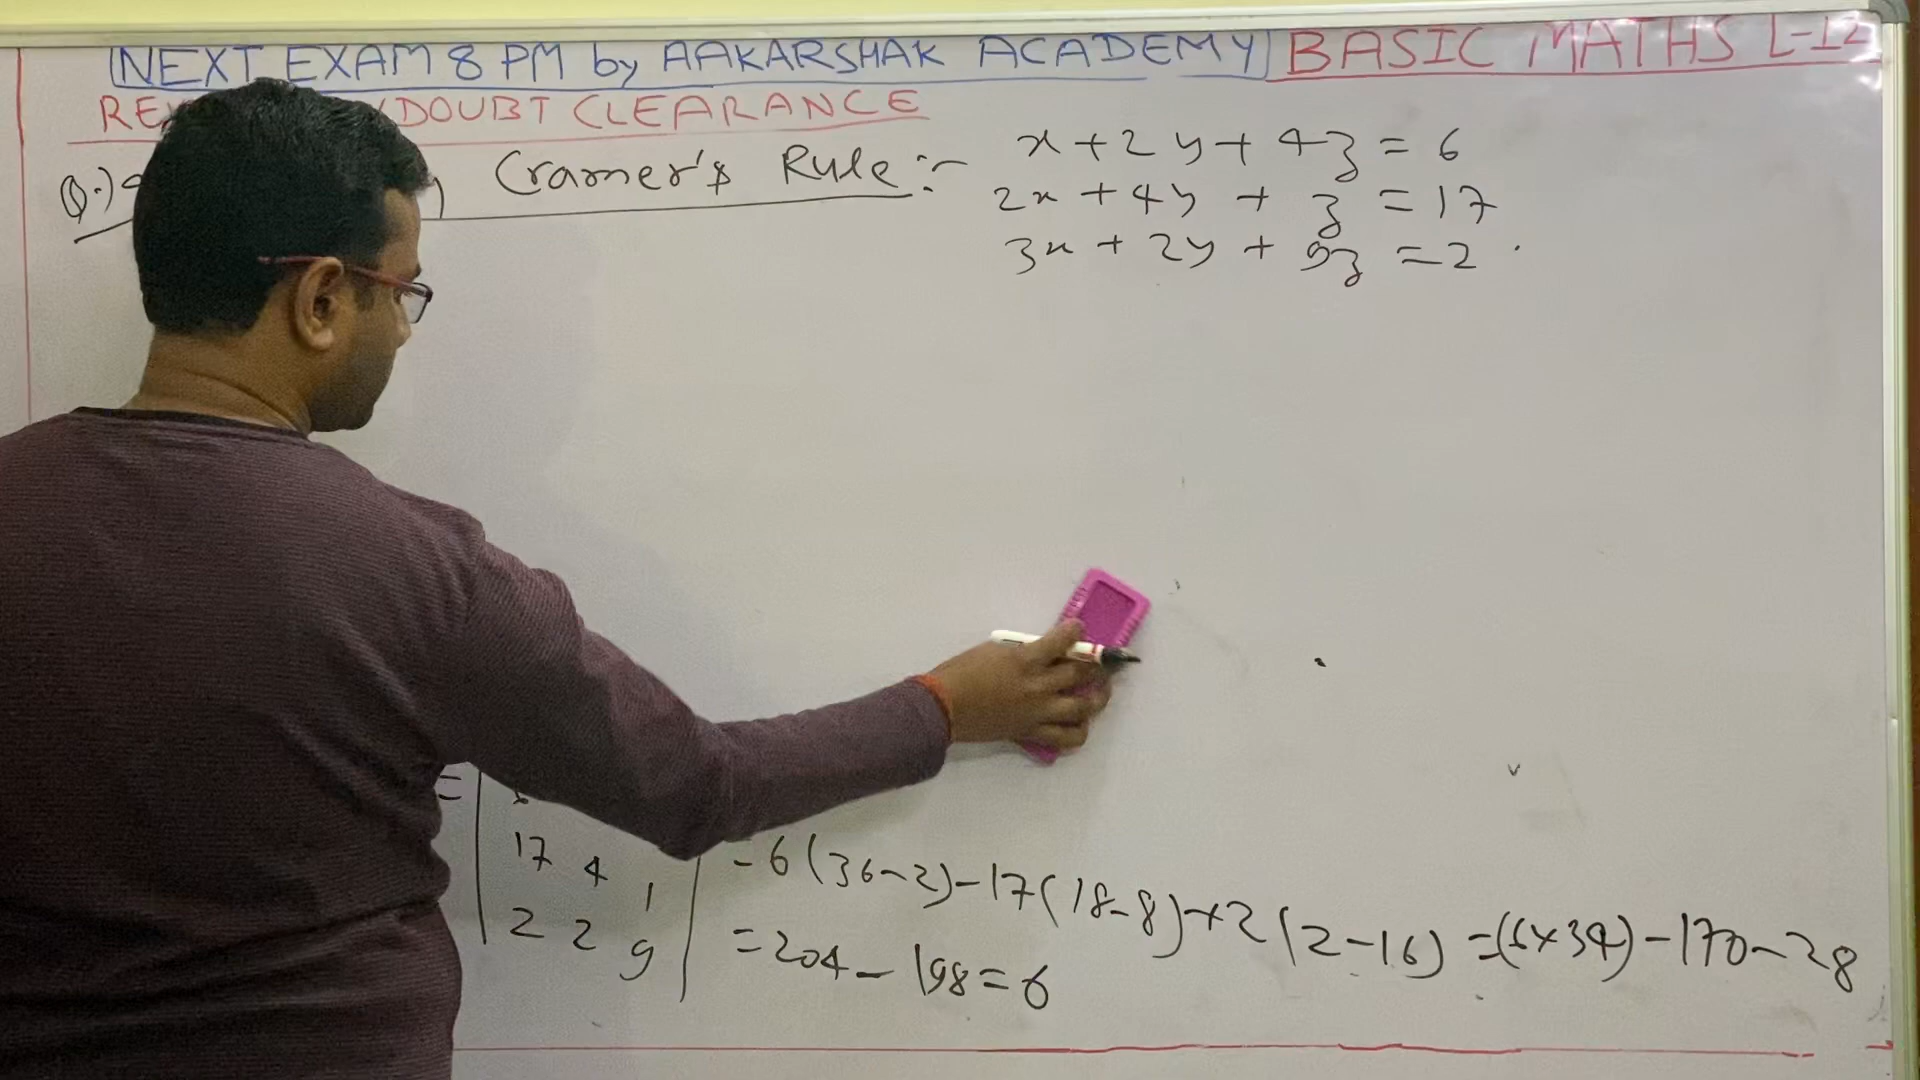 NEXT EXAM 8 PM by AAKARSHAK ACADEMY BASIC MATHS L-12
DOUBT CLEARANCE
Q.) Cramer's Rule :-
x + 2y + 4z = 6
2x + 4y + z = 17
3x + 2y + 9z = 2
=
17 4 1
2 2 9
= 6(36-2)-17(18-8)+2(2-16) = (6x34)-170-28
= 204 - 198 = 6